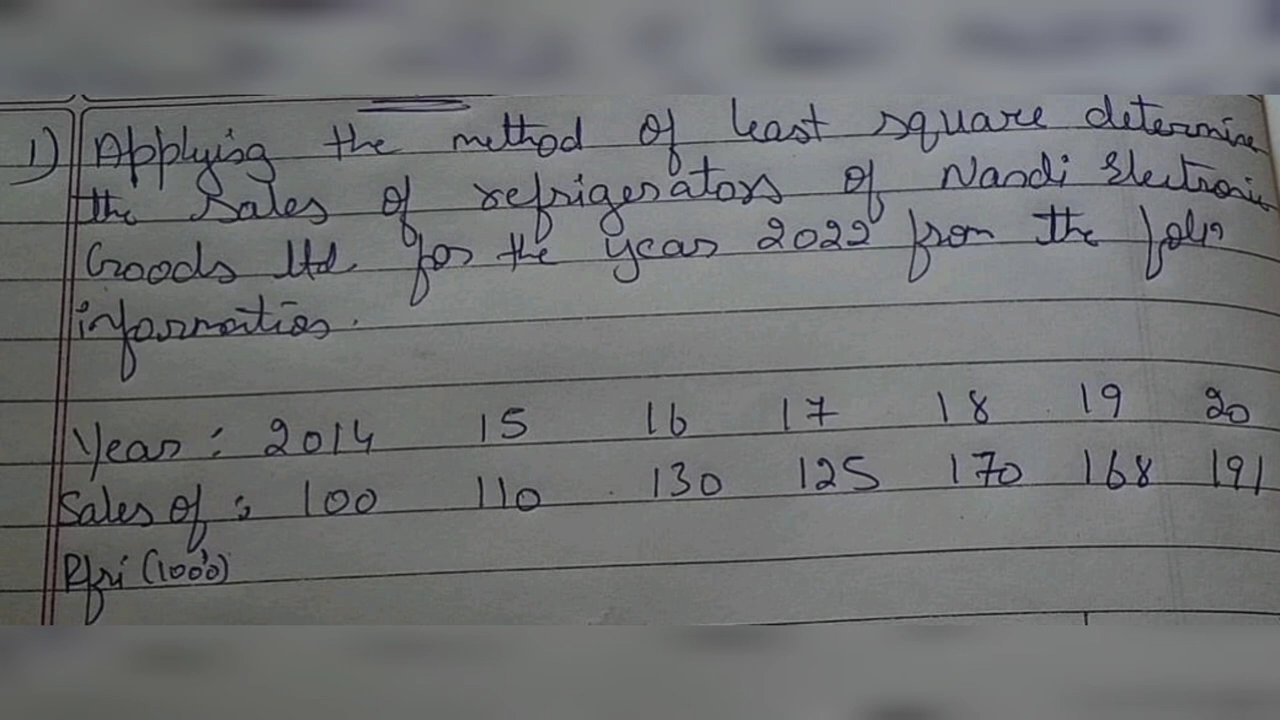 1) Applying the method of least square determine
the sales of refrigerators of Nandi Electronic
Goods ltd for the year 2022 from the
information.
Year : 2014 15 16 17 18 19 20
Sales of : 100 110 130 125 170 168 191
Rfri (1000's)